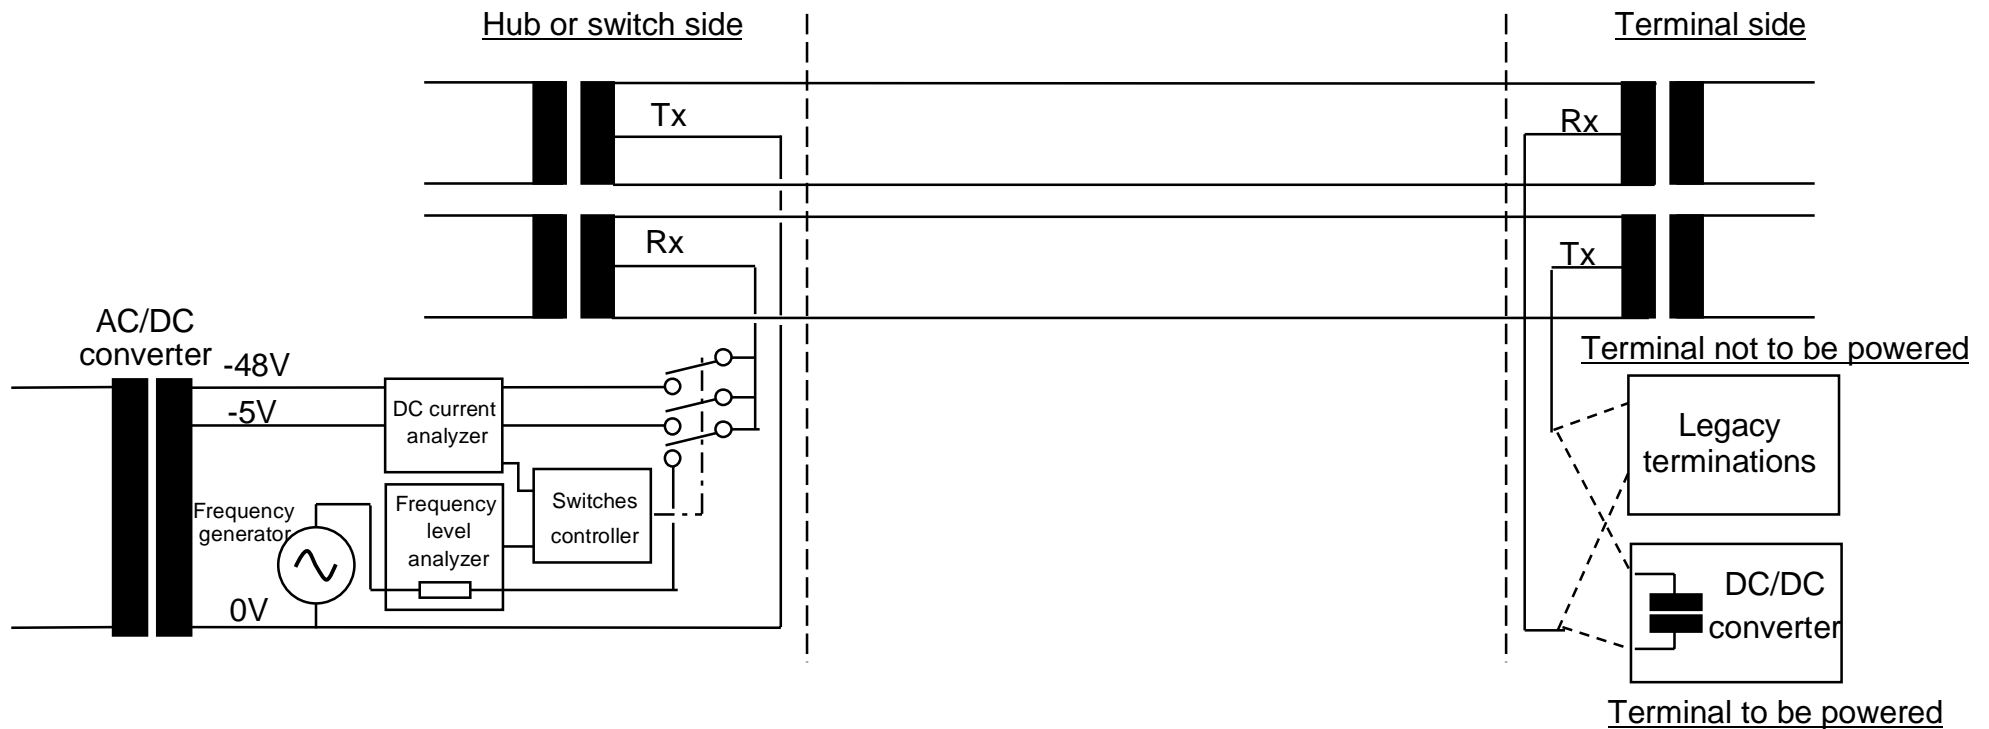 Hub or switch side
Terminal side
Tx
Rx
Rx
Tx
AC/DC
converter
-48V
-5V
DC current
analyzer
Frequency
generator
Frequency
level
analyzer
Switches
controller
0V
Terminal not to be powered
Legacy
terminations
DC/DC
converter
Terminal to be powered